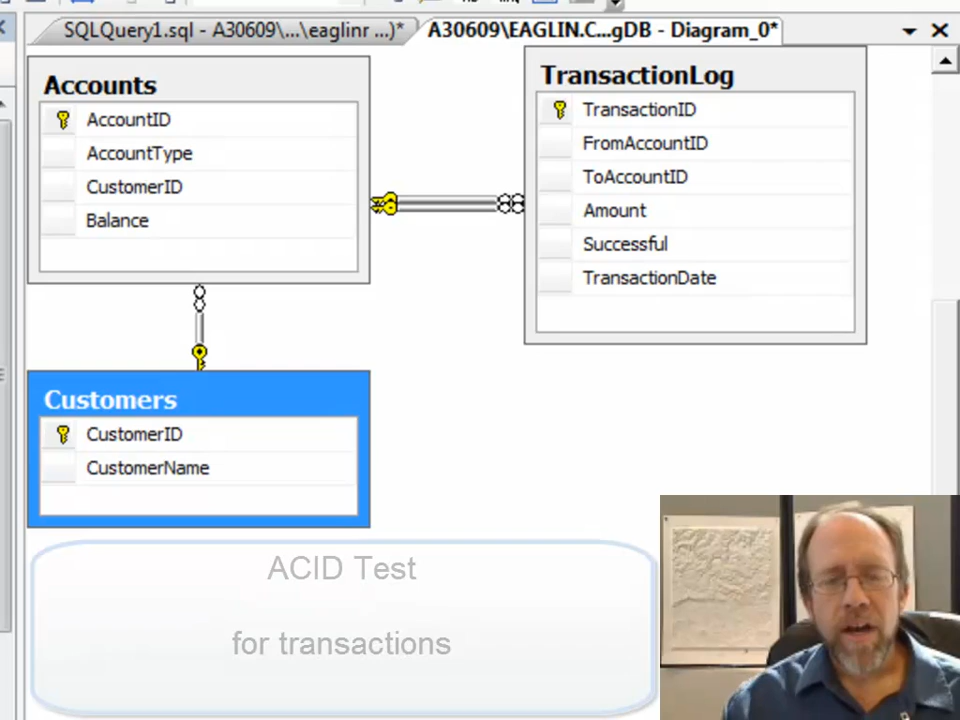 SQLQuery1.sql - A30609\...\eaglinr ...)*
A30609\EAGLIN.C...gDB - Diagram_0*
Accounts
AccountID
AccountType
CustomerID
Balance
TransactionLog
TransactionID
FromAccountID
ToAccountID
Amount
Successful
TransactionDate
Customers
CustomerID
CustomerName
ACID Test
for transactions